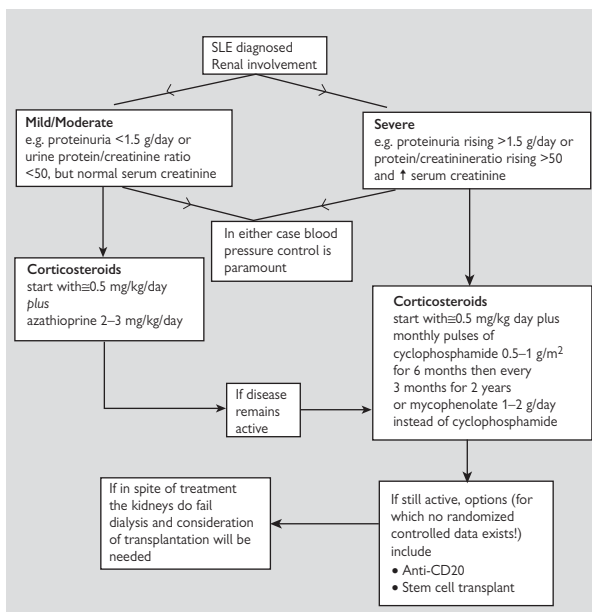 SLE diagnosed
Renal involvement
Mild/Moderate
e.g. proteinuria <1.5 g/day or
urine protein/creatinine ratio
<50, but normal serum creatinine
Severe
e.g. proteinuria rising >1.5 g/day or
protein/creatinineratio rising >50
and ↑ serum creatinine
In either case blood
pressure control is
paramount
Corticosteroids
start with≅0.5 mg/kg/day
plus
azathioprine 2–3 mg/kg/day
Corticosteroids
start with≅0.5 mg/kg day plus
monthly pulses of
cyclophosphamide 0.5–1 g/m²
for 6 months then every
3 months for 2 years
or mycophenolate 1–2 g/day
instead of cyclophosphamide
If disease
remains
active
If in spite of treatment
the kidneys do fail
dialysis and consideration
of transplantation will be
needed
If still active, options (for
which no randomized
controlled data exists!)
include
• Anti-CD20
• Stem cell transplant